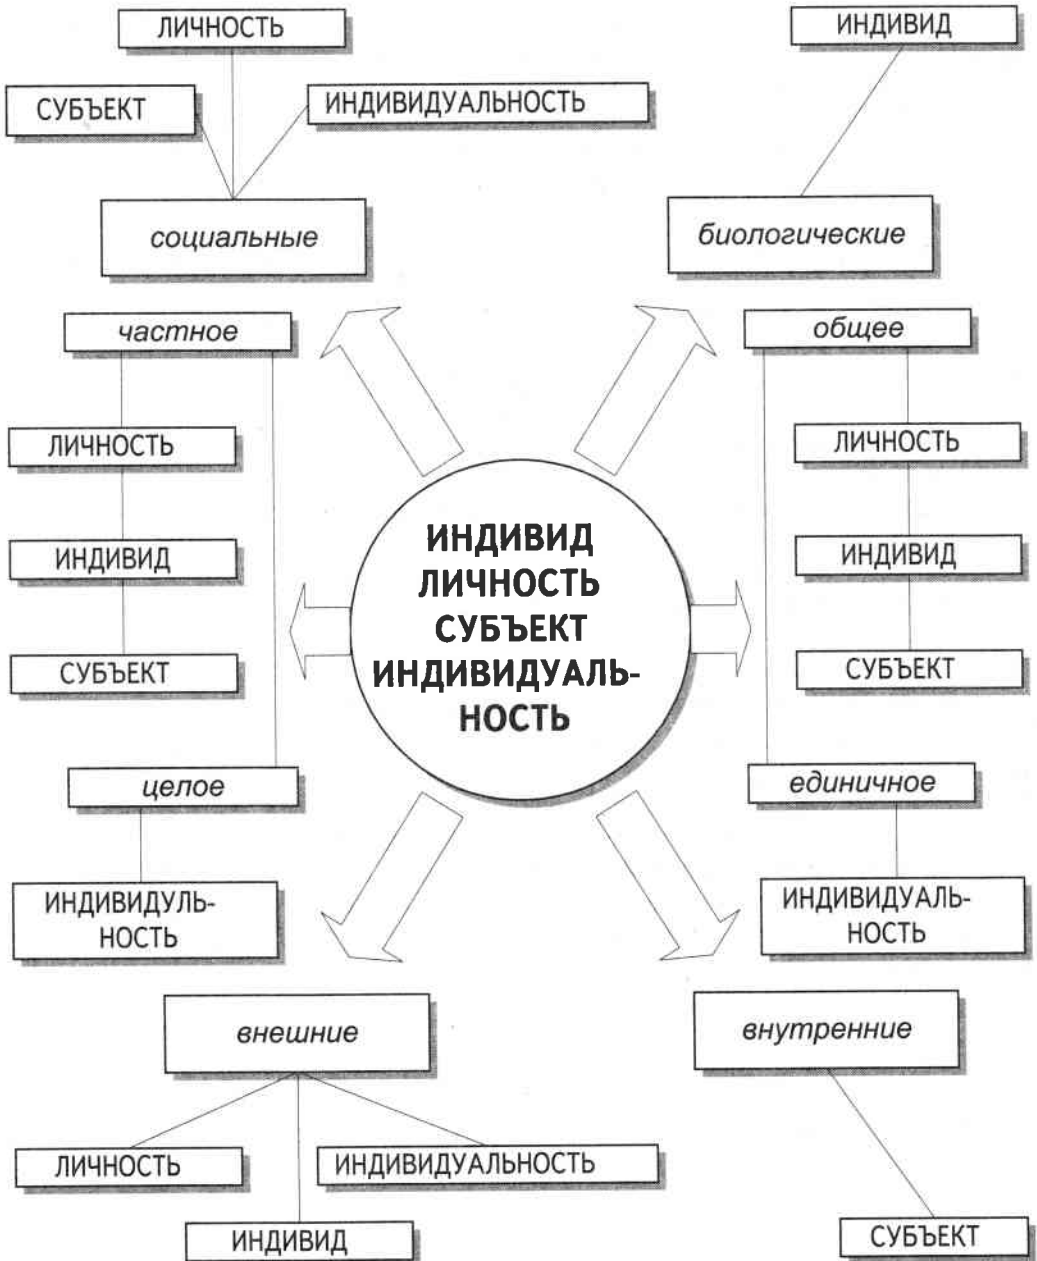 ЛИЧНОСТЬ
СУБЪЕКТ
ИНДИВИДУАЛЬНОСТЬ
социальные
ИНДИВИД
биологические
частное
ЛИЧНОСТЬ
ИНДИВИД
СУБЪЕКТ
целое
ИНДИВИДУЛЬ-
НОСТЬ
ИНДИВИД
ЛИЧНОСТЬ
СУБЪЕКТ
ИНДИВИДУАЛЬ-
НОСТЬ
общее
ЛИЧНОСТЬ
ИНДИВИД
СУБЪЕКТ
единичное
ИНДИВИДУАЛЬ-
НОСТЬ
внешние
ЛИЧНОСТЬ
ИНДИВИДУАЛЬНОСТЬ
ИНДИВИД
внутренние
СУБЪЕКТ